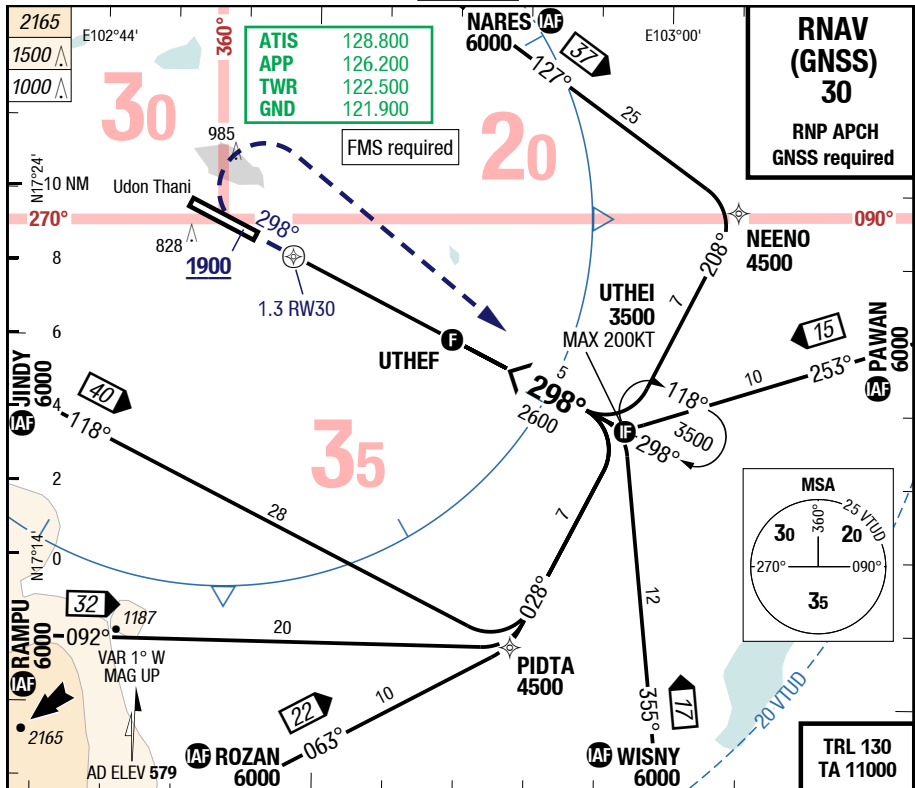 2165
1500
1000
E102°44'
360°
ATIS 128.800
APP 126.200
TWR 122.500
GND 121.900
NARES IAF
6000
37
127°
E103°00'
RNAV
(GNSS)
30
RNP APCH
GNSS required
30
985
FMS required
20
25
N17°24'
10 NM
Udon Thani
270°
090°
298°
828
8
1900
1.3 RW30
NEENO
4500
208°
7
UTHEI
3500
MAX 200KT
6
UTHEF
F
15
PAWAN
6000
IAF
253°
10
JINDY
6000
IAF
40
118°
4
5
298°
2600
118°
3500
IF
298°
35
2
28
7
MSA
25 VTUD
30
360°
20
270°
090°
35
N17°14'
0
12
32
1187
028°
RAMPU
6000
IAF
092°
20
VAR 1° W
MAG UP
PIDTA
4500
10
22
063°
355°
17
20 VTUD
2165
AD ELEV 579
IAF ROZAN
6000
IAF WISNY
6000
TRL 130
TA 11000